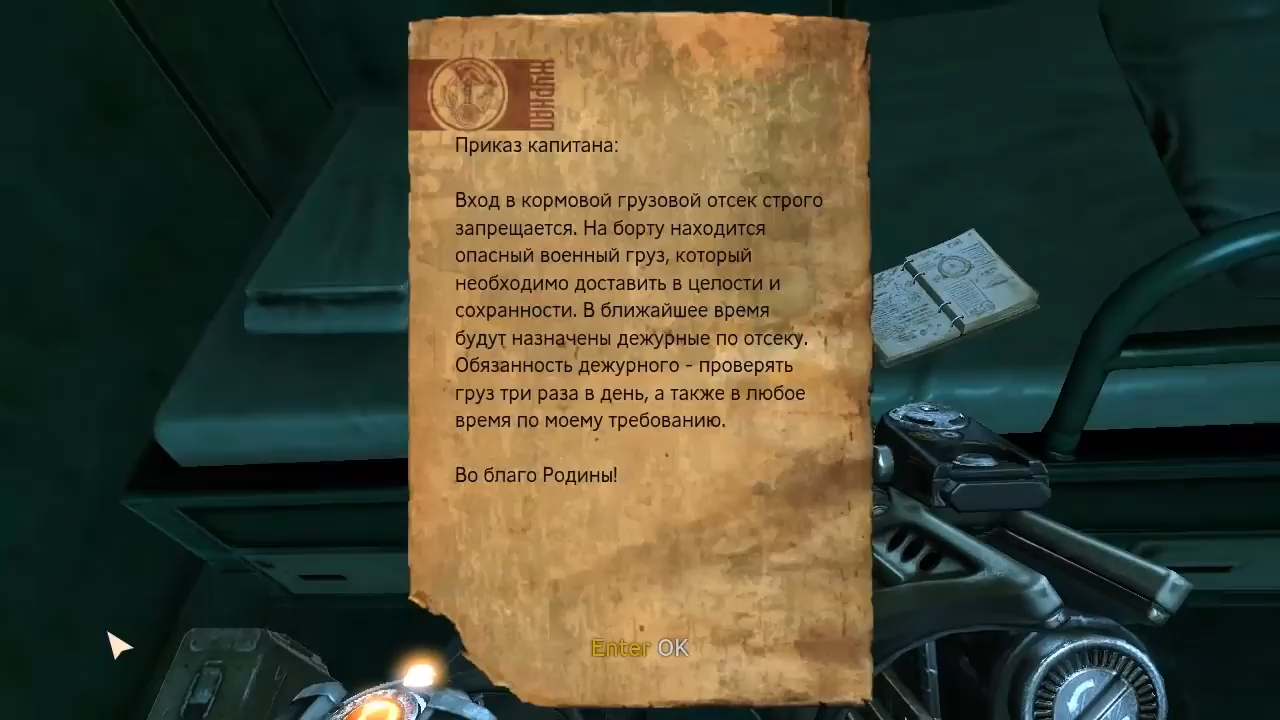 Приказ капитана:
Вход в кормовой грузовой отсек строго
запрещается. На борту находится
опасный военный груз, который
необходимо доставить в целости и
сохранности. В ближайшее время
будут назначены дежурные по отсеку.
Обязанность дежурного - проверять
груз три раза в день, а также в любое
время по моему требованию.
Во благо Родины!
Enter OK